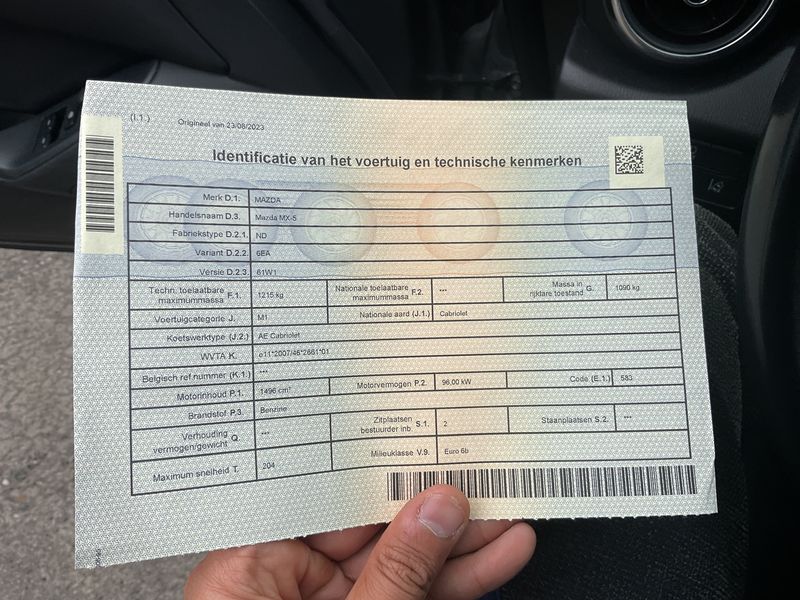 (I.1.) Origineel van 23/08/2023
Identificatie van het voertuig en technische kenmerken
Merk D.1. MAZDA
Handelsnaam D.3. Mazda MX-5
Fabriekstype D.2.1. ND
Variant D.2.2. 6EA
Versie D.2.3. 61W1
Techn. toelaatbare maximummassa F.1. 1215 kg Nationale toelaatbare maximummassa F.2. --- Massa in rijklare toestand G. 1090 kg
Voertuigcategorie J. M1 Nationale aard (J.1.) Cabriolet
Koetswerktype (J.2.) AE Cabriolet
WVTA K. e11*2007/46*2661*01
Belgisch ref nummer (K.1.) ---
Motorinhoud P.1. 1496 cm³ Motorvermogen P.2. 96,00 kW Code (E.1.) 583
Brandstof P.3. Benzine
Verhouding vermogen/gewicht Q. --- Zitplaatsen bestuurder inb S.1. 2 Staanplaatsen S.2. ---
Maximum snelheid T. 204 Milieuklasse V.9. Euro 6b